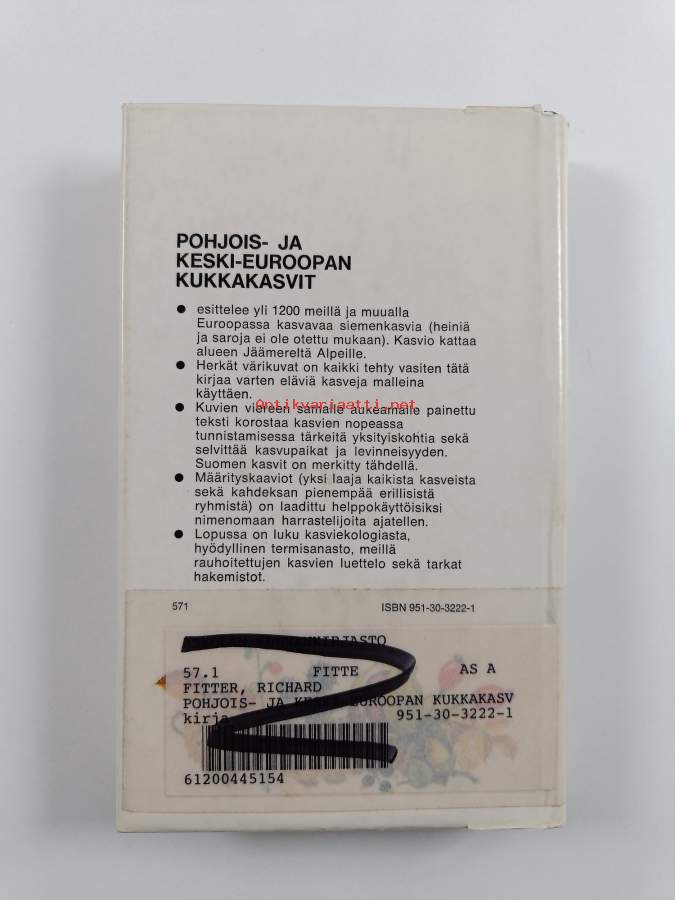 POHJOIS- JA
KESKI-EUROOPAN
KUKKAKASVIT
● esittelee yli 1200 meillä ja muualla
Euroopassa kasvavaa siemenkasvia (heiniä
ja saroja ei ole otettu mukaan). Kasvio kattaa
alueen Jäämereltä Alpeille.
● Herkät värikuvat on kaikki tehty vasiten tätä
kirjaa varten eläviä kasveja malleina
käyttäen.
Antikvariaatti.net
● Kuvien viereen samalle aukeamalle painettu
teksti korostaa kasvien nopeassa
tunnistamisessa tärkeitä yksityiskohtia sekä
selvittää kasvupaikat ja levinneisyyden.
Suomen kasvit on merkitty tähdellä.
● Määrityskaaviot (yksi laaja kaikista kasveista
sekä kahdeksan pienempää erillisistä
ryhmistä) on laadittu helppokäyttöisiksi
nimenomaan harrastelijoita ajatellen.
● Lopussa on luku kasviekologiasta,
hyödyllinen termisanasto, meillä
rauhoitettujen kasvien luettelo sekä tarkat
hakemistot.
571 ISBN 951-30-3222-1
57.1 FITTE AS A
FITTER, RICHARD
POHJOIS- JA KESKI-EUROOPAN KUKKAKASV
kirja 951-30-3222-1
61200445154